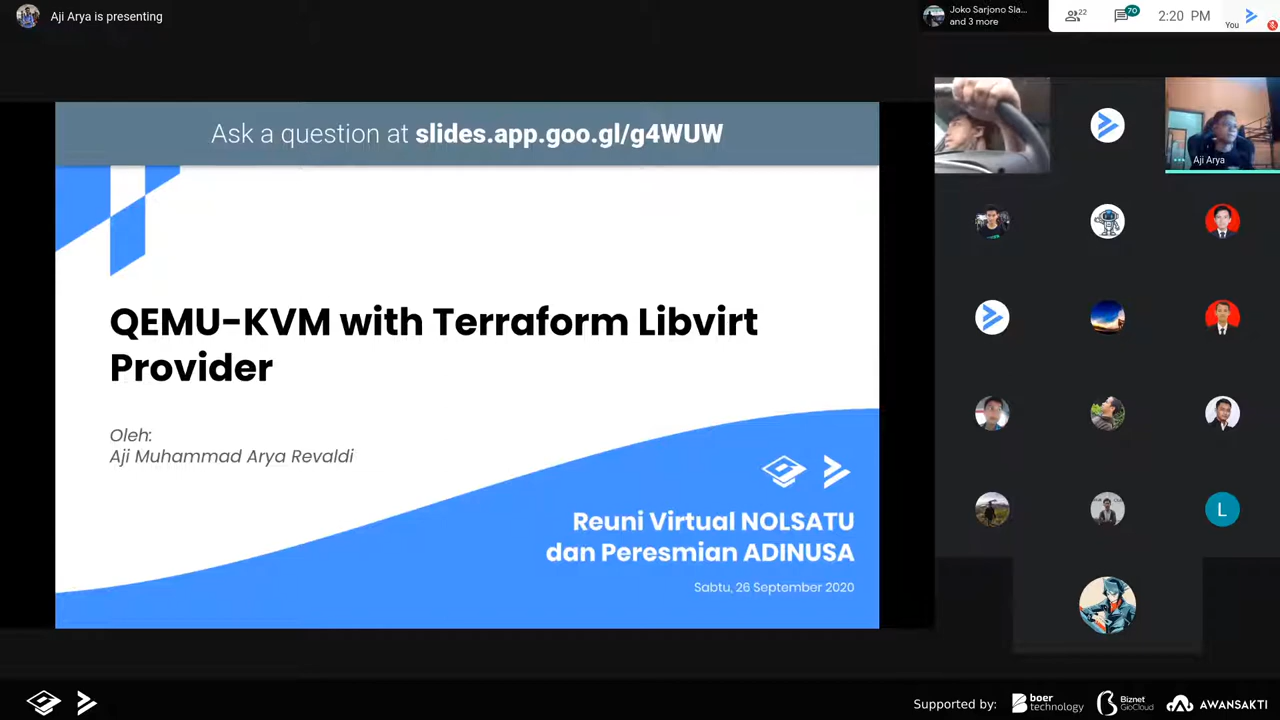 Aji Arya is presenting
Joko Sarjono Sla...
and 3 more
22
70
2:20 PM
You
Ask a question at slides.app.goo.gl/g4WUW
Aji Arya
QEMU-KVM with Terraform Libvirt
Provider
Oleh:
Aji Muhammad Arya Revaldi
L
Reuni Virtual NOLSATU
dan Peresmian ADINUSA
Sabtu, 26 September 2020
Supported by:
boer
technology
Biznet
GioCloud
AWANSAKTI